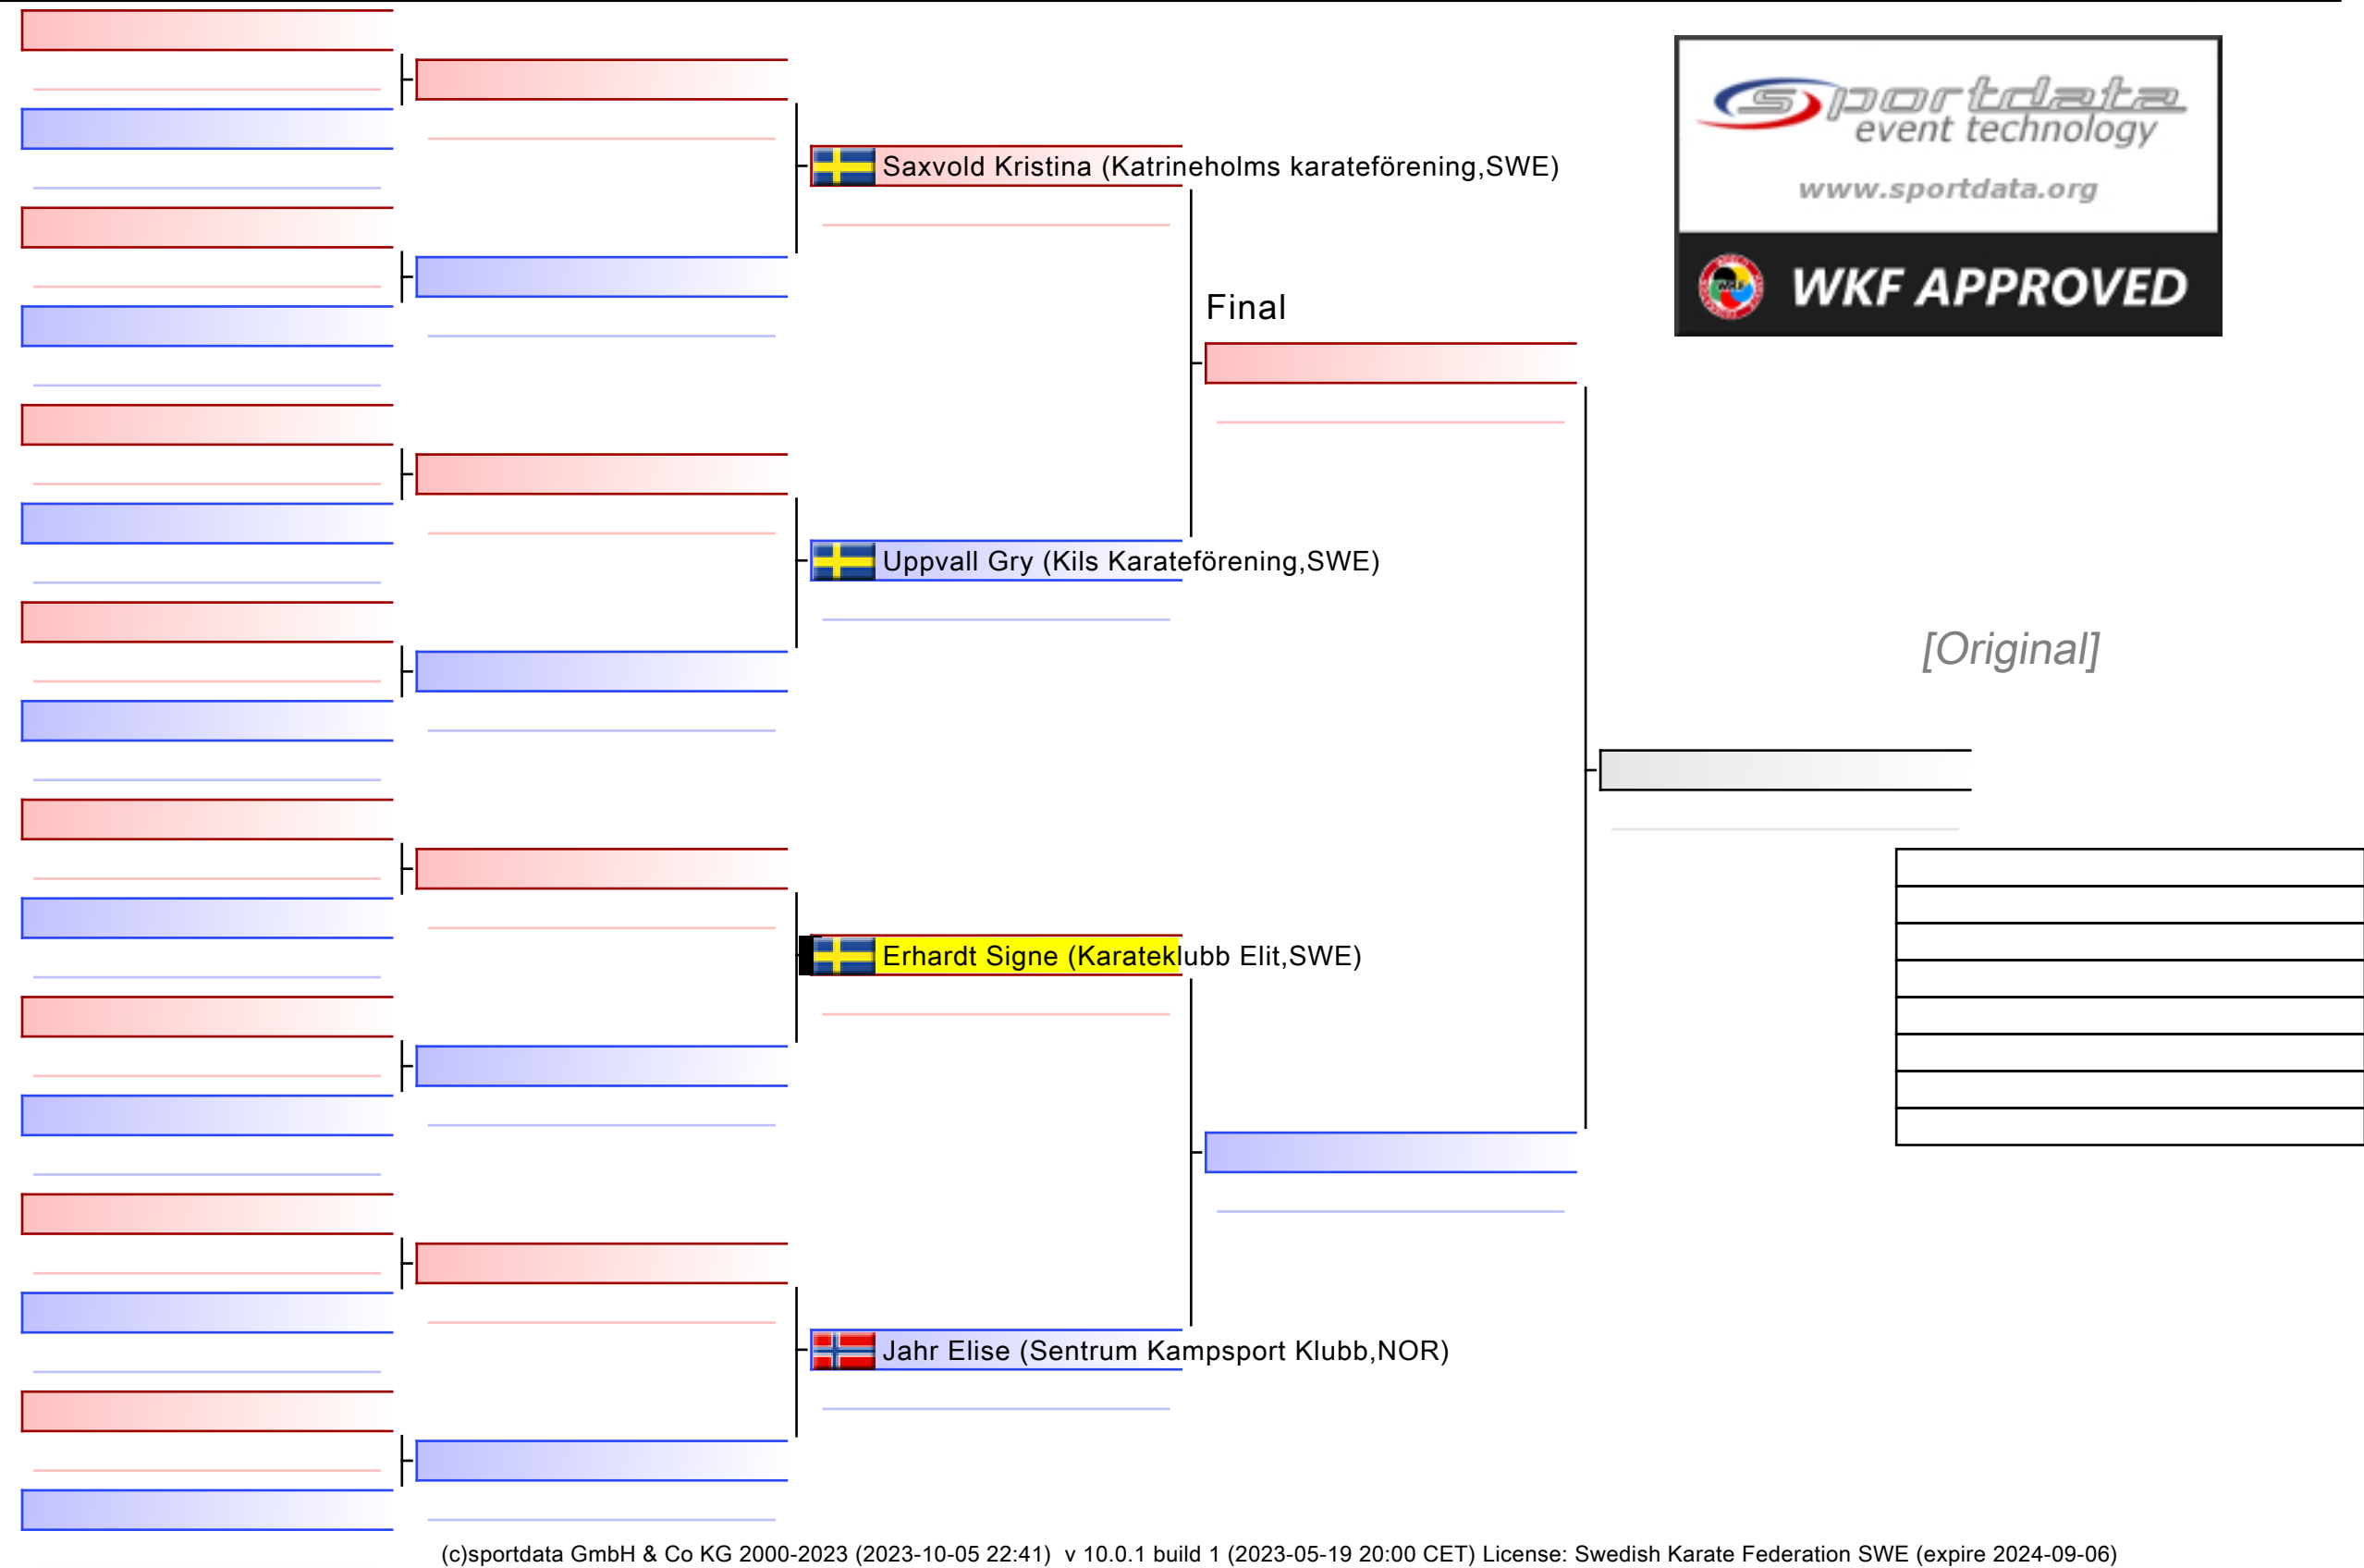 sportdata
event technology
www.sportdata.org
WKF APPROVED
Saxvold Kristina (Katrineholms karateförening,SWE)
Final
Uppvall Gry (Kils Karateförening,SWE)
[Original]
Erhardt Signe (Karateklubb Elit,SWE)
Jahr Elise (Sentrum Kampsport Klubb,NOR)
(c)sportdata GmbH & Co KG 2000-2023 (2023-10-05 22:41) v 10.0.1 build 1 (2023-05-19 20:00 CET) License: Swedish Karate Federation SWE (expire 2024-09-06)